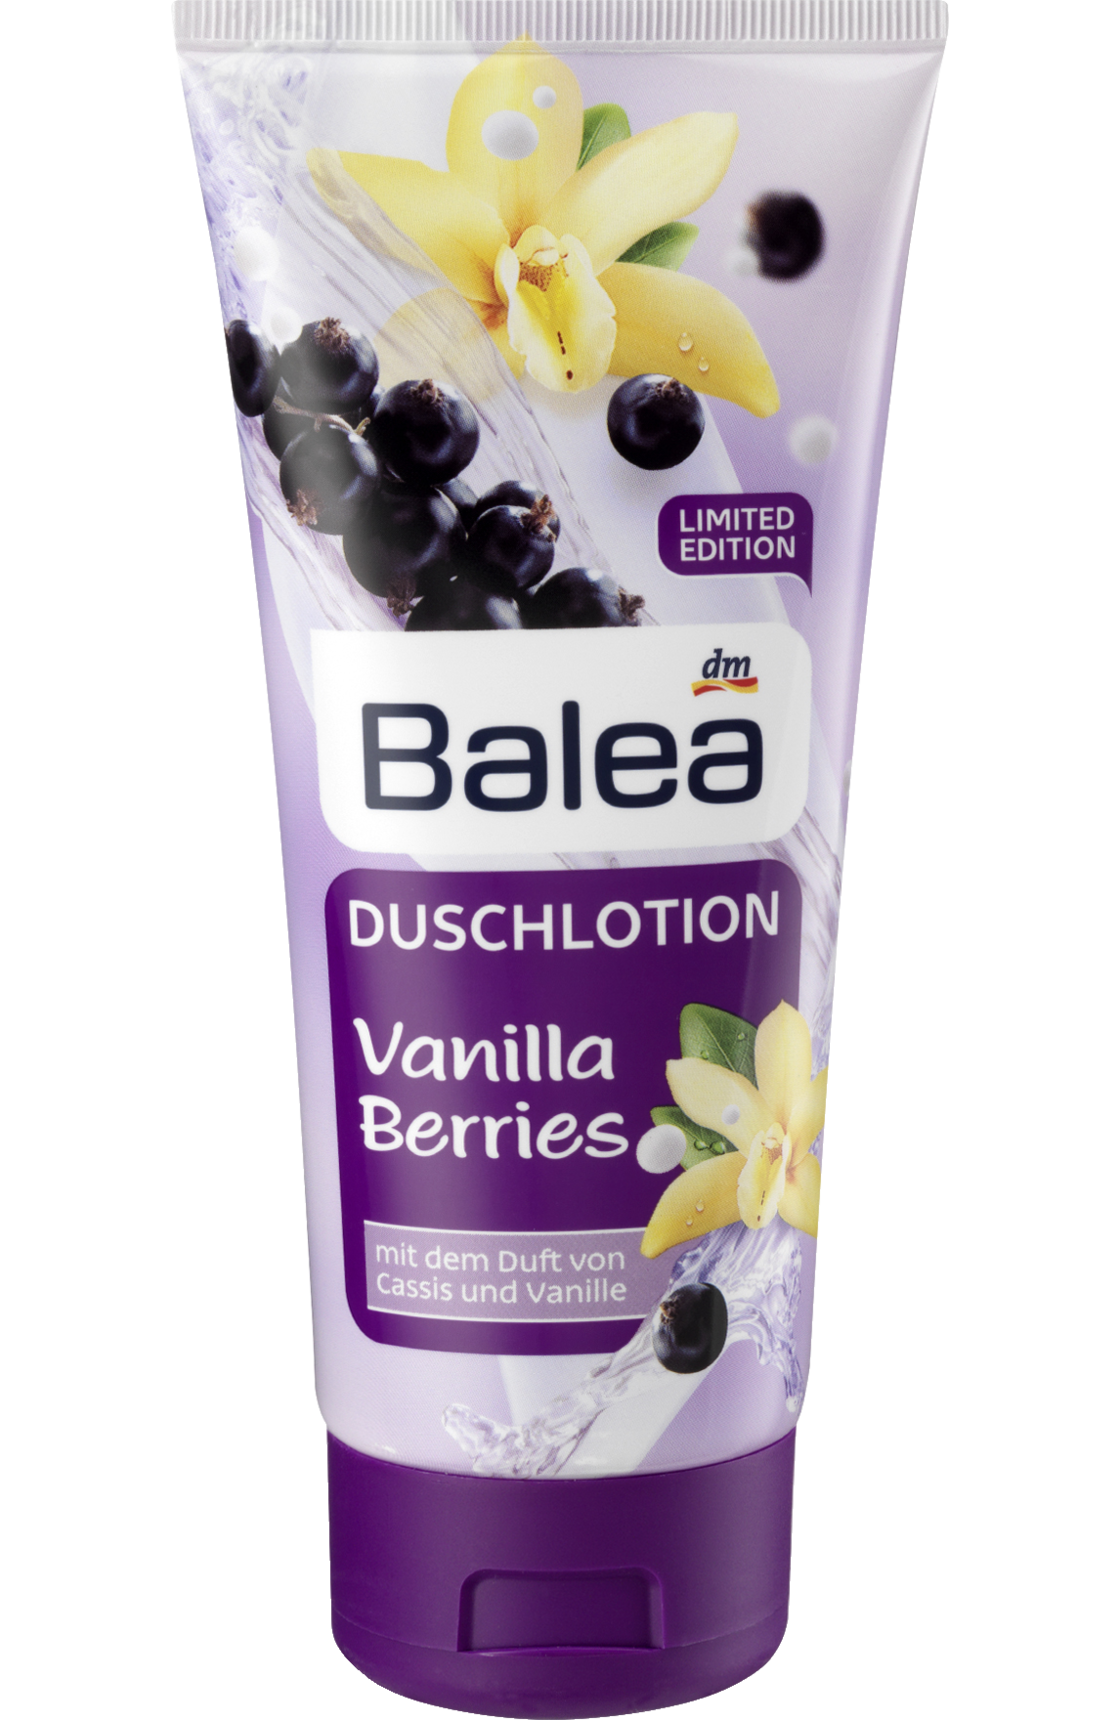 LIMITED
EDITION
dm
Balea
DUSCHLOTION
Vanilla
Berries
mit dem Duft von
Cassis und Vanille